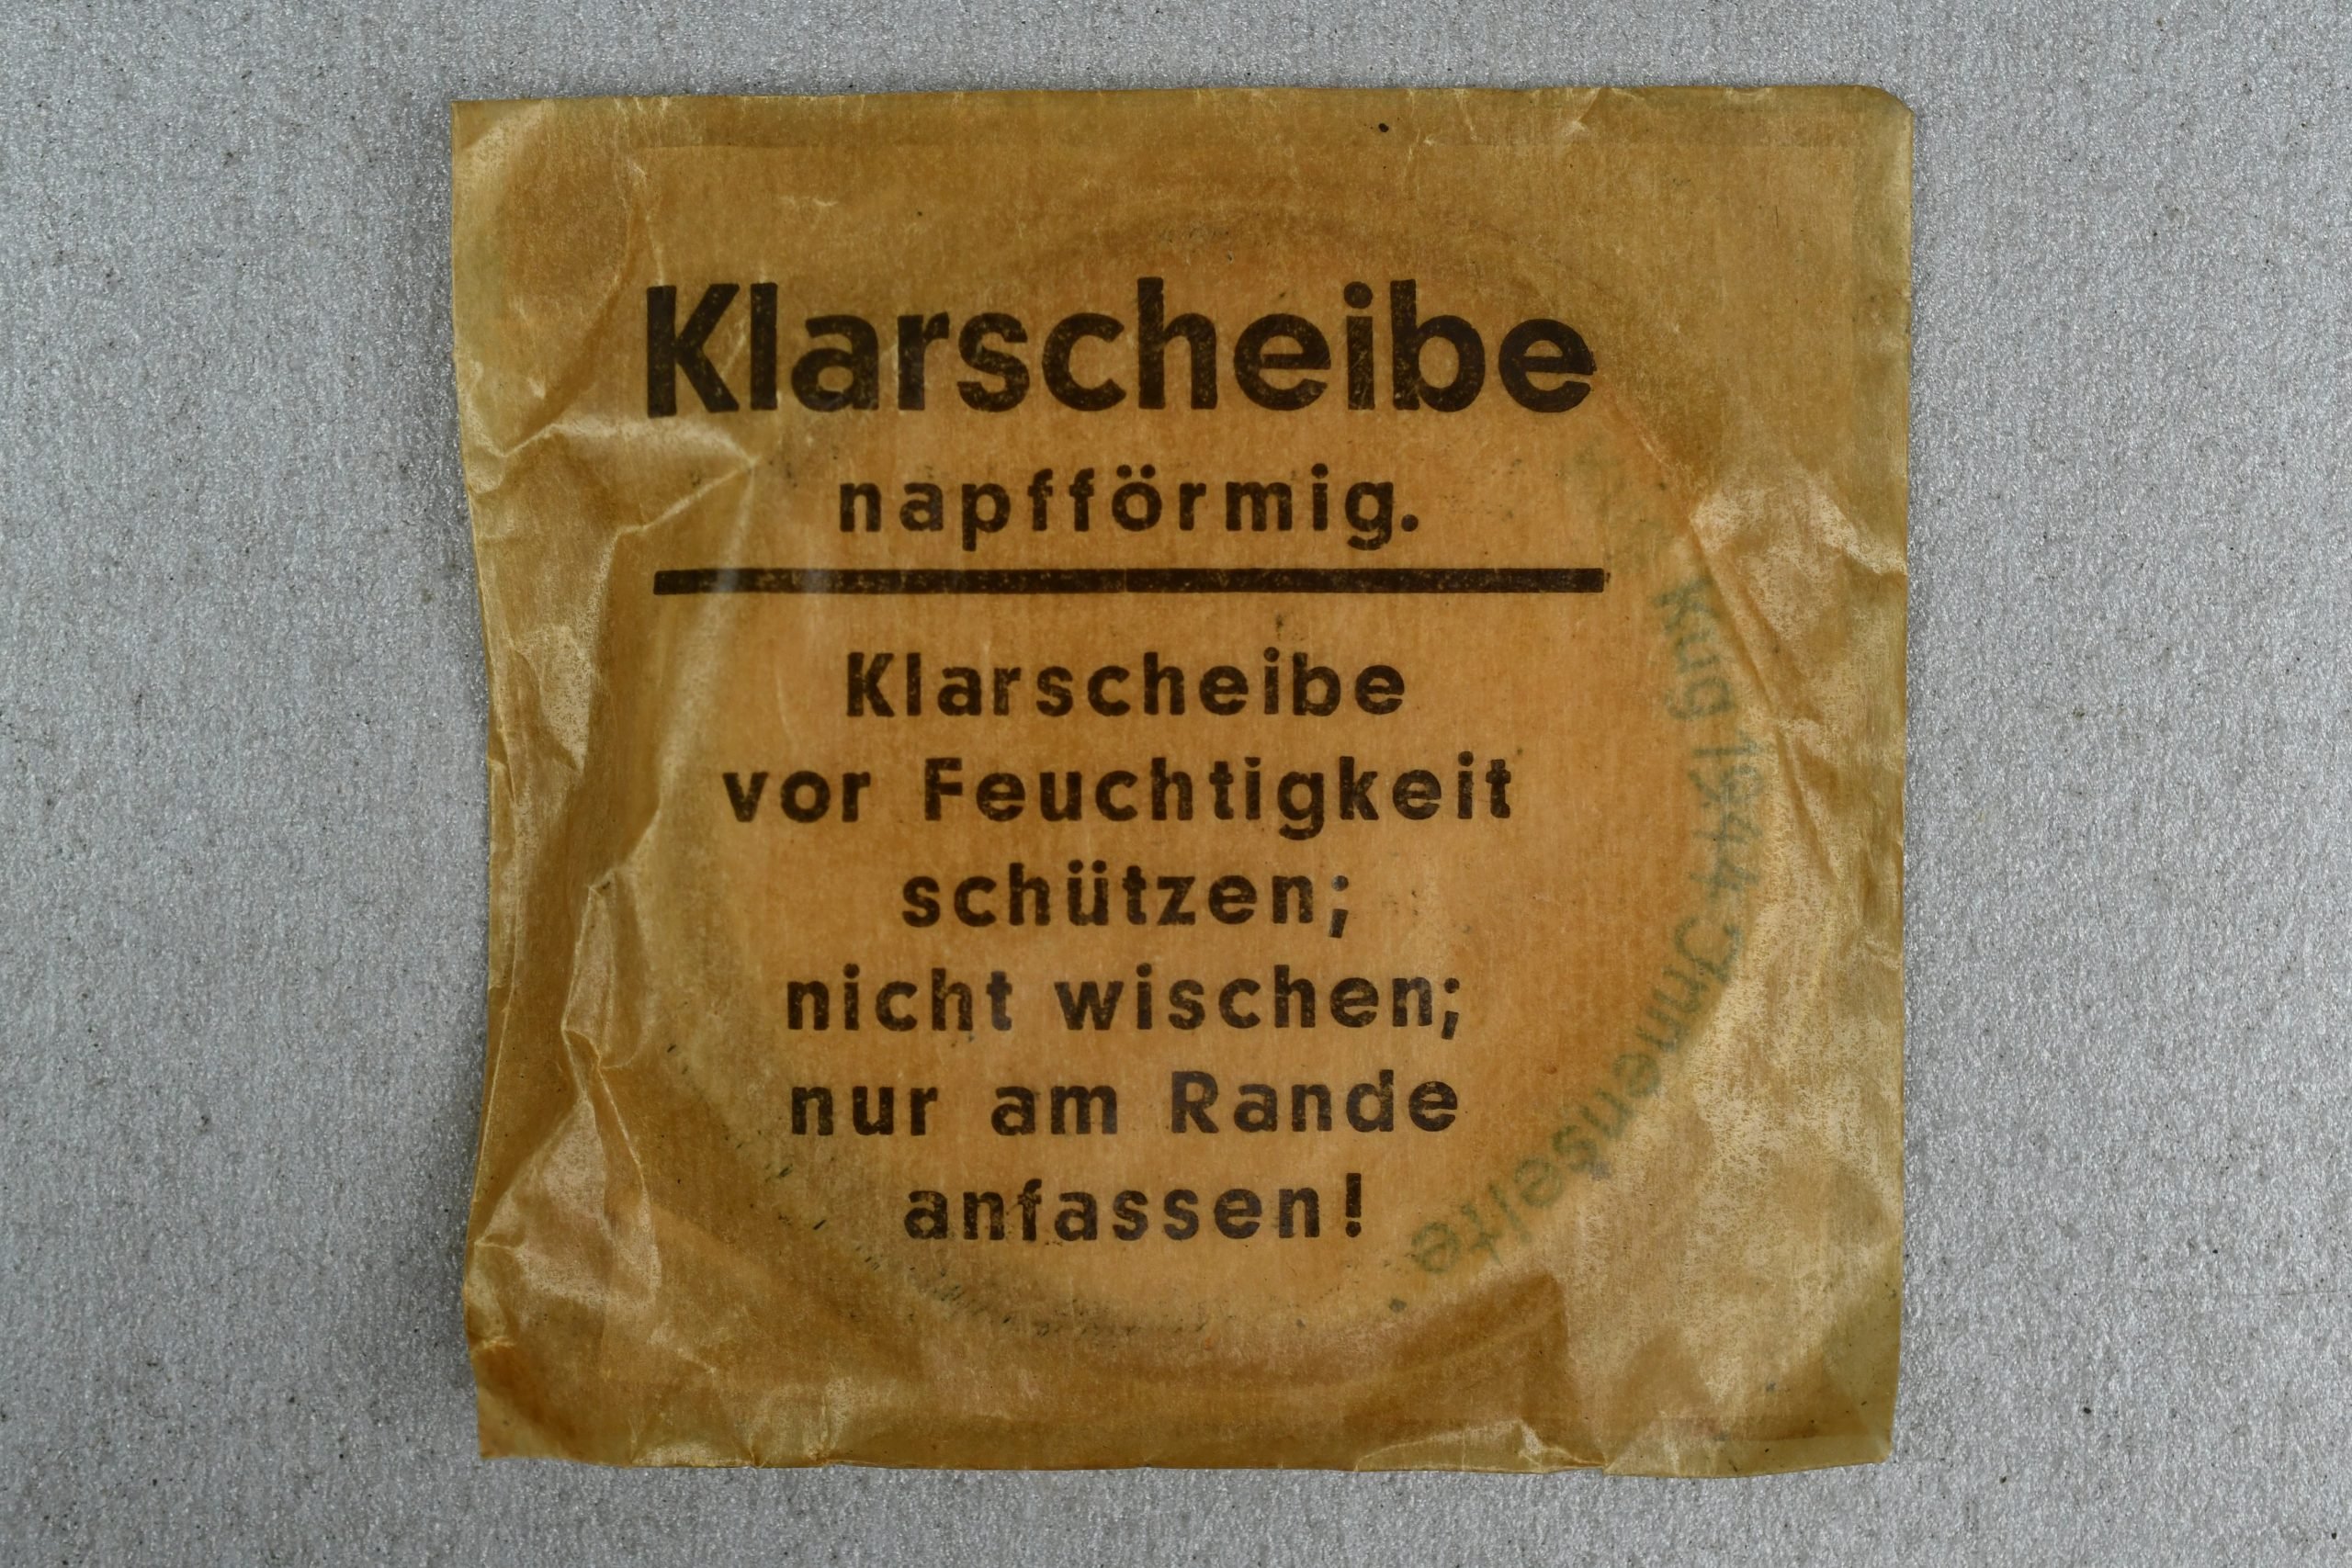 Klarscheibe
napfförmig.
Klarscheibe
vor Feuchtigkeit
schützen;
nicht wischen;
nur am Rande
anfassen!
Aug 1944 Innenseite